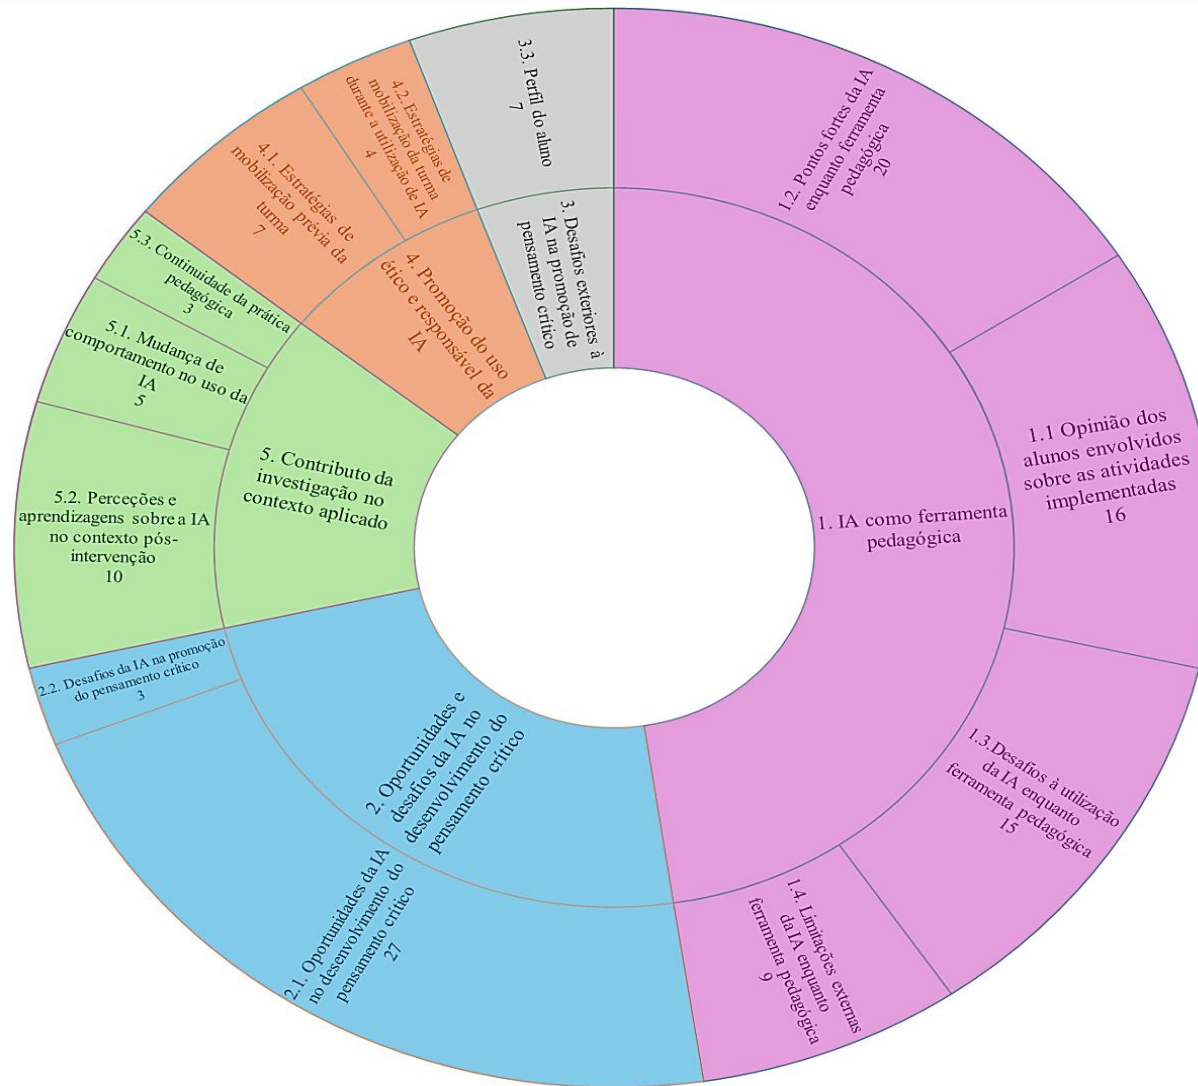 1. IA como ferramenta
pedagógica
1.2. Pontos fortes da IA
enquanto ferramenta
pedagógica
20
1.1 Opinião dos
alunos envolvidos
sobre as atividades
implementadas
16
1.3.Desafios à utilização
da IA enquanto
ferramenta pedagógica
15
1.4. Limitações externas
da IA enquanto
ferramenta pedagógica
9
2. Oportunidades e
desafios da IA no
desenvolvimento do
pensamento crítico
2.1. Oportunidades da IA
no desenvolvimento do
pensamento crítico
27
2.2. Desafios da IA na promoção
do pensamento crítico
3
5. Contributo da
investigação no
contexto aplicado
5.2. Perceções e
aprendizagens sobre a IA
no contexto pós-
intervenção
10
5.1. Mudança de
comportamento no uso da
IA
5
5.3. Continuidade da prática
pedagógica
3
4. Promoção do uso
ético e responsável da
IA
4.1. Estratégias de
mobilização prévia da
turma
7
4.2. Estratégias de
mobilização da turma
durante a utilização de IA
4
3. Desafios exteriores à
IA na promoção de
pensamento crítico
3.3. Perfil do aluno
7